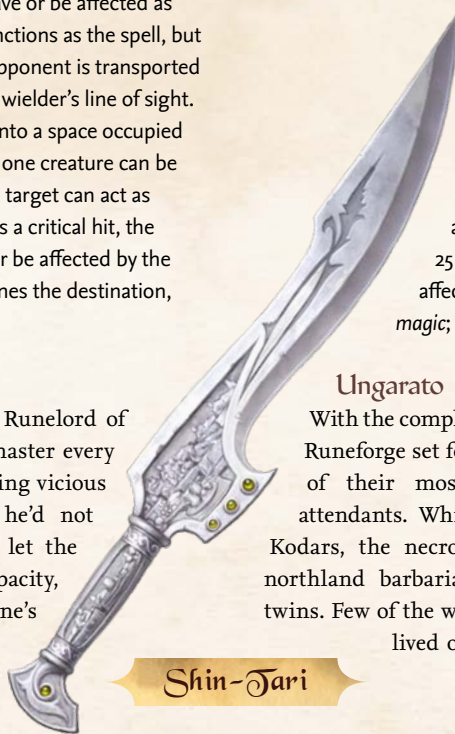 ave or be affected as
nctions as the spell, but
pponent is transported
wielder's line of sight.
nto a space occupied
one creature can be
target can act as
s a critical hit, the
r be affected by the
nes the destination,
Runelord of
naster every
ing vicious
he'd not
let the
pacity,
ne's
a
25
affec
magic;
Ungarato
With the compl
Runeforge set fo
of their mos
attendants. Whi
Kodars, the necro
northland barbaria
twins. Few of the w
lived o
Shin-Tari